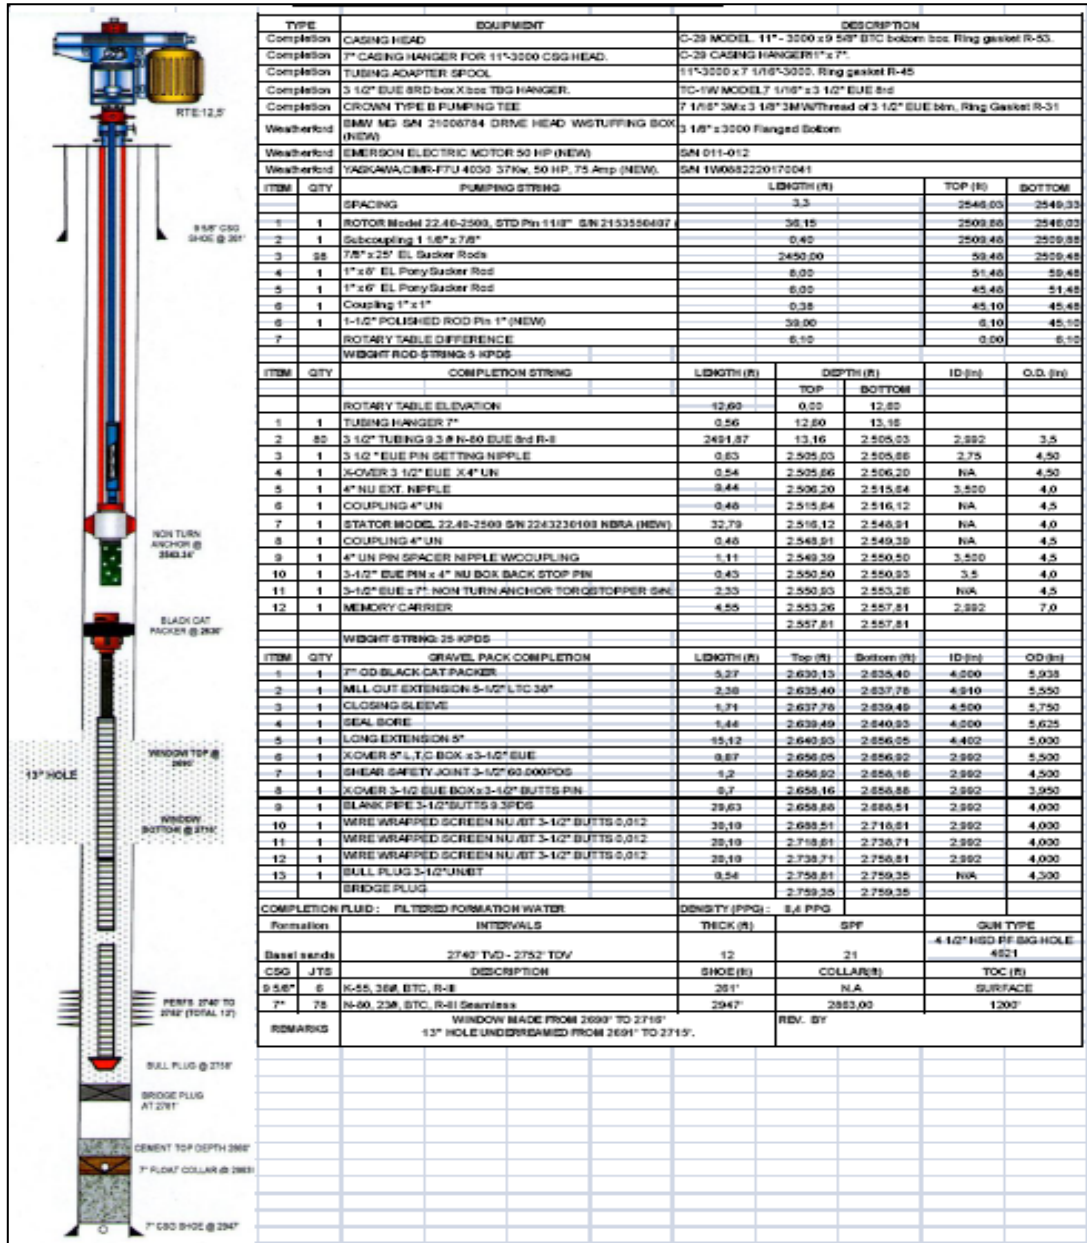 TYPE EQUIPMENT DESCRIPTION
Completion CASING HEAD C-29 MODEL. 11" - 3000 x 9 5/8" BTC bottom box. Ring gasket R-53.
Completion 7" CASING HANGER FOR 11"-3000 CSG HEAD. C-29 CASING HANGER11" x 7".
Completion TUBING ADAPTER SPOOL 11"-3000 x 7 1/16"-3000. Ring gasket R-45
Completion 3 1/2" EUE 8RD box X box TBG HANGER. TC-1W MODEL,7 1/16" x 3 1/2" EUE 8rd
Completion CROWN TYPE B PUMPING TEE 7 1/16" 3M x 3 1/8" 3M W/Thread of 3 1/2" EUE btm, Ring Gasket R-31
Weatherford BMW MG S/N 21008784 DRIVE HEAD W/STUFFING BOX (NEW) 3 1/8" x 3000 Flanged Bottom
Weatherford EMERSON ELECTRIC MOTOR 50 HP (NEW) S/N 011-012
Weatherford YASKAWA,CIMR-F7U 4030 37Kw, 50 HP, 75 Amp (NEW). S/N 1W0882220170041
ITEM QTY PUMPING STRING LENGTH (ft) TOP (ft) BOTTOM
SPACING 3,3 2546,03 2549,33
1 1 ROTOR Model 22.40-2500, STD Pin 11/8" S/N 2153550407 36,15 2509,88 2546,03
2 1 Subcoupling 1 1/8" x 7/8" 0,40 2509,48 2509,88
3 98 7/8" x 25' EL Sucker Rods 2450,00 59,48 2509,48
4 1 1" x 8' EL Pony Sucker Rod 8,00 51,48 59,48
5 1 1" x 6' EL Pony Sucker Rod 6,00 45,48 51,48
6 1 Coupling 1" x 1" 0,38 45,10 45,48
6 1 1-1/2" POLISHED ROD Pin 1" (NEW) 39,00 6,10 45,10
7 ROTARY TABLE DIFFERENCE 6,10 0,00 6,10
WEIGHT ROD STRING: 5 KPDS
ITEM QTY COMPLETION STRING LENGTH (ft) DEPTH (ft) ID (in) O.D. (in)
TOP BOTTOM
ROTARY TABLE ELEVATION 12,60 0,00 12,60
1 1 TUBING HANGER 7" 0,56 12,60 13,16
2 80 3 1/2" TUBING 9.3 # N-80 EUE 8rd R-II 2491,87 13,16 2.505,03 2,992 3,5
3 1 3 1/2 " EUE PIN SETTING NIPPLE 0,63 2.505,03 2.505,66 2,75 4,50
4 1 X-OVER 3 1/2" EUE X 4" UN 0,54 2.505,66 2.506,20 NA. 4,50
5 1 4" NU EXT. NIPPLE 9,44 2.506,20 2.515,64 3,500 4,0
6 1 COUPLING 4" UN 0,48 2.515,64 2.516,12 NA. 4,5
7 1 STATOR MODEL 22.40-2500 S/N 2243230108 NBRA (NEW) 32,79 2.516,12 2.548,91 NA. 4,0
8 1 COUPLING 4" UN 0,48 2.548,91 2.549,39 NA. 4,5
9 1 4" UN PIN SPACER NIPPLE W/COUPLING 1,11 2.549,39 2.550,50 3,500 4,5
10 1 3-1/2" EUE PIN x 4" NU BOX BACK STOP PIN 0,43 2.550,50 2.550,93 3,5 4,0
11 1 3-1/2" EUE x 7". NON TURN ANCHOR TORQSTOPPER S/N: 2,33 2.550,93 2.553,26 N/A 4,5
12 1 MEMORY CARRIER 4,55 2.553,26 2.557,81 2,992 7,0
2.557,81 2.557,81
WEIGHT STRING: 25 KPDS
ITEM QTY GRAVEL PACK COMPLETION LENGTH (ft) Top (ft) Bottom (ft) ID (in) OD (in)
1 1 7" OD BLACK CAT PACKER 5,27 2.630,13 2.635,40 4,000 5,938
2 1 MILL OUT EXTENSION 5-1/2" LTC 38" 2,38 2.635,40 2.637,78 4,910 5,550
3 1 CLOSING SLEEVE 1,71 2.637,78 2.639,49 4,500 5,750
4 1 SEAL BORE 1,44 2.639,49 2.640,93 4,000 5,625
5 1 LONG EXTENSION 5" 15,12 2.640,93 2.656,05 4,402 5,000
6 1 X OVER 5" L,T,C BOX x 3-1/2" EUE 0,87 2.656,05 2.656,92 2,992 5,500
7 1 SHEAR SAFETY JOINT 3-1/2" 60.000PDS 1,2 2.656,92 2.658,16 2,992 4,500
8 1 X OVER 3-1/2 EUE BOX x 3-1/2" BUTTS PIN 0,7 2.658,16 2.658,88 2,992 3,950
9 1 BLANK PIPE 3-1/2"BUTTS 9.3PDS 29,63 2.658,88 2.688,51 2,992 4,000
10 1 WIRE WRAPPED SCREEN NU /BT 3-1/2" BUTTS 0,012 30,10 2.688,51 2.718,61 2,992 4,000
11 1 WIRE WRAPPED SCREEN NU /BT 3-1/2" BUTTS 0,012 20,10 2.718,61 2.738,71 2,992 4,000
12 1 WIRE WRAPPED SCREEN NU /BT 3-1/2" BUTTS 0,012 20,10 2.738,71 2.758,81 2,992 4,000
13 1 BULL PLUG 3-1/2"UN/BT 0,54 2.758,81 2.759,35 N/A 4,300
BRIDGE PLUG 2.759,35 2.759,35
COMPLETION FLUID : FILTERED FORMATION WATER DENSITY (PPG) : 8,4 PPG
Formation INTERVALS THICK (ft) SPF GUN TYPE
Basel sands 2740' TVD - 2752' TDV 12 21 4 1/2" HSD PF BIG HOLE 4621
CSG JTS DESCRIPTION SHOE (ft) COLLAR(ft) TOC (ft)
9 5/8" 6 K-55, 36#, BTC, R-III 261' N.A SURFACE
7" 78 N-80, 23#, BTC, R-III Seamless 2947' 2863,00 1200'
REMARKS WINDOW MADE FROM 2690' TO 2716' REV. BY
13" HOLE UNDERREAMED FROM 2691' TO 2715'.
RTE:12,5'
9 5/8" CSG
SHOE @ 261'
NON TURN
ANCHOR @
BLACK CAT
PACKER @ 2630'
WINDOW TOP @
2690'
13" HOLE
WINDOW
BOTTOM @ 2716'
PERFS 2740' TO
2752' (TOTAL 12')
BULL PLUG @ 2758'
BRIDGE PLUG
AT 2761'
CEMENT TOP DEPTH
7" FLOAT COLLAR @ 2863'
7" CSG SHOE @ 2947'